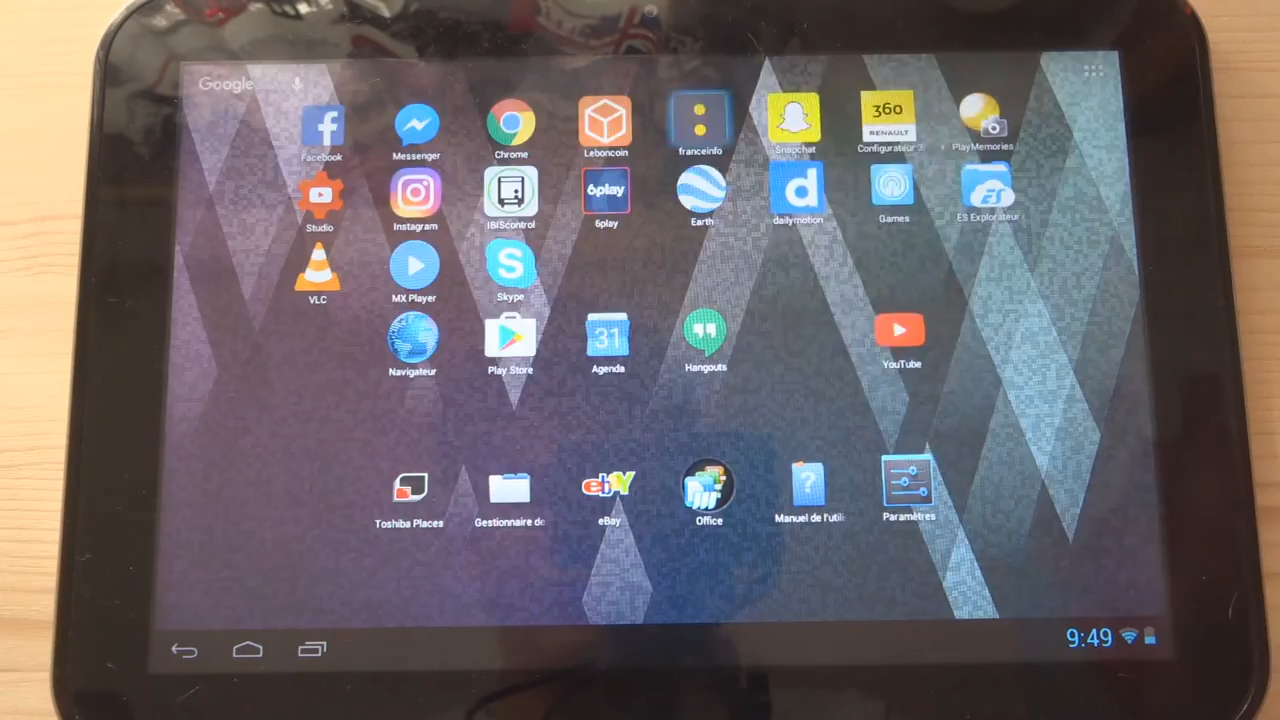 Google
360
RENAULT
Facebook
Messenger
Chrome
Leboncoin
franceinfo
Snapchat
Configurateur 3
PlayMemories
6play
d
ES
Studio
Instagram
IBIScontrol
6play
Earth
dailymotion
Games
ES Explorateur
S
VLC
MX Player
Skype
31
Navigateur
Play Store
Agenda
Hangouts
YouTube
ebY
?
Toshiba Places
Gestionnaire de
eBay
Office
Manuel de l'utili
Paramètres
9:49